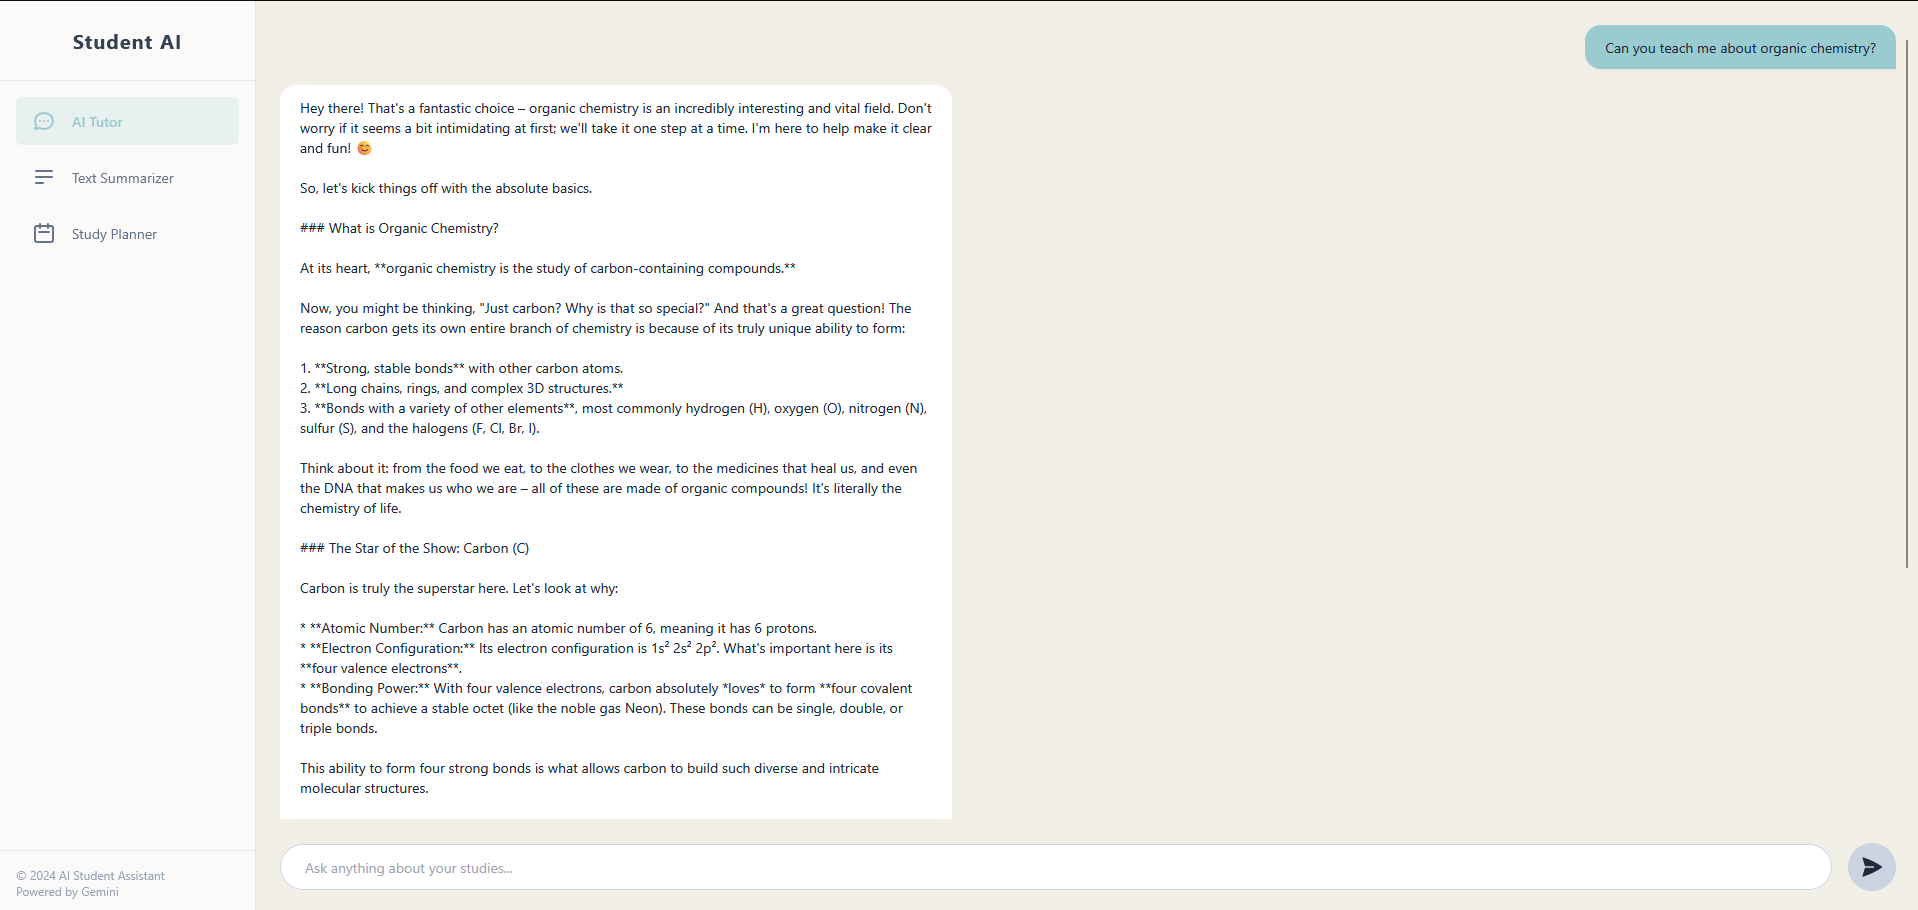 Student AI
AI Tutor
Text Summarizer
Study Planner
© 2024 AI Student Assistant
Powered by Gemini
Can you teach me about organic chemistry?
Hey there! That's a fantastic choice – organic chemistry is an incredibly interesting and vital field. Don't
worry if it seems a bit intimidating at first; we'll take it one step at a time. I'm here to help make it clear
and fun! 😊
So, let's kick things off with the absolute basics.
### What is Organic Chemistry?
At its heart, **organic chemistry is the study of carbon-containing compounds.**
Now, you might be thinking, "Just carbon? Why is that so special?" And that's a great question! The
reason carbon gets its own entire branch of chemistry is because of its truly unique ability to form:
1. **Strong, stable bonds** with other carbon atoms.
2. **Long chains, rings, and complex 3D structures.**
3. **Bonds with a variety of other elements**, most commonly hydrogen (H), oxygen (O), nitrogen (N),
sulfur (S), and the halogens (F, Cl, Br, I).
Think about it: from the food we eat, to the clothes we wear, to the medicines that heal us, and even
the DNA that makes us who we are – all of these are made of organic compounds! It's literally the
chemistry of life.
### The Star of the Show: Carbon (C)
Carbon is truly the superstar here. Let's look at why:
* **Atomic Number:** Carbon has an atomic number of 6, meaning it has 6 protons.
* **Electron Configuration:** Its electron configuration is 1s² 2s² 2p². What's important here is its
**four valence electrons**.
* **Bonding Power:** With four valence electrons, carbon absolutely *loves* to form **four covalent
bonds** to achieve a stable octet (like the noble gas Neon). These bonds can be single, double, or
triple bonds.
This ability to form four strong bonds is what allows carbon to build such diverse and intricate
molecular structures.
Ask anything about your studies...